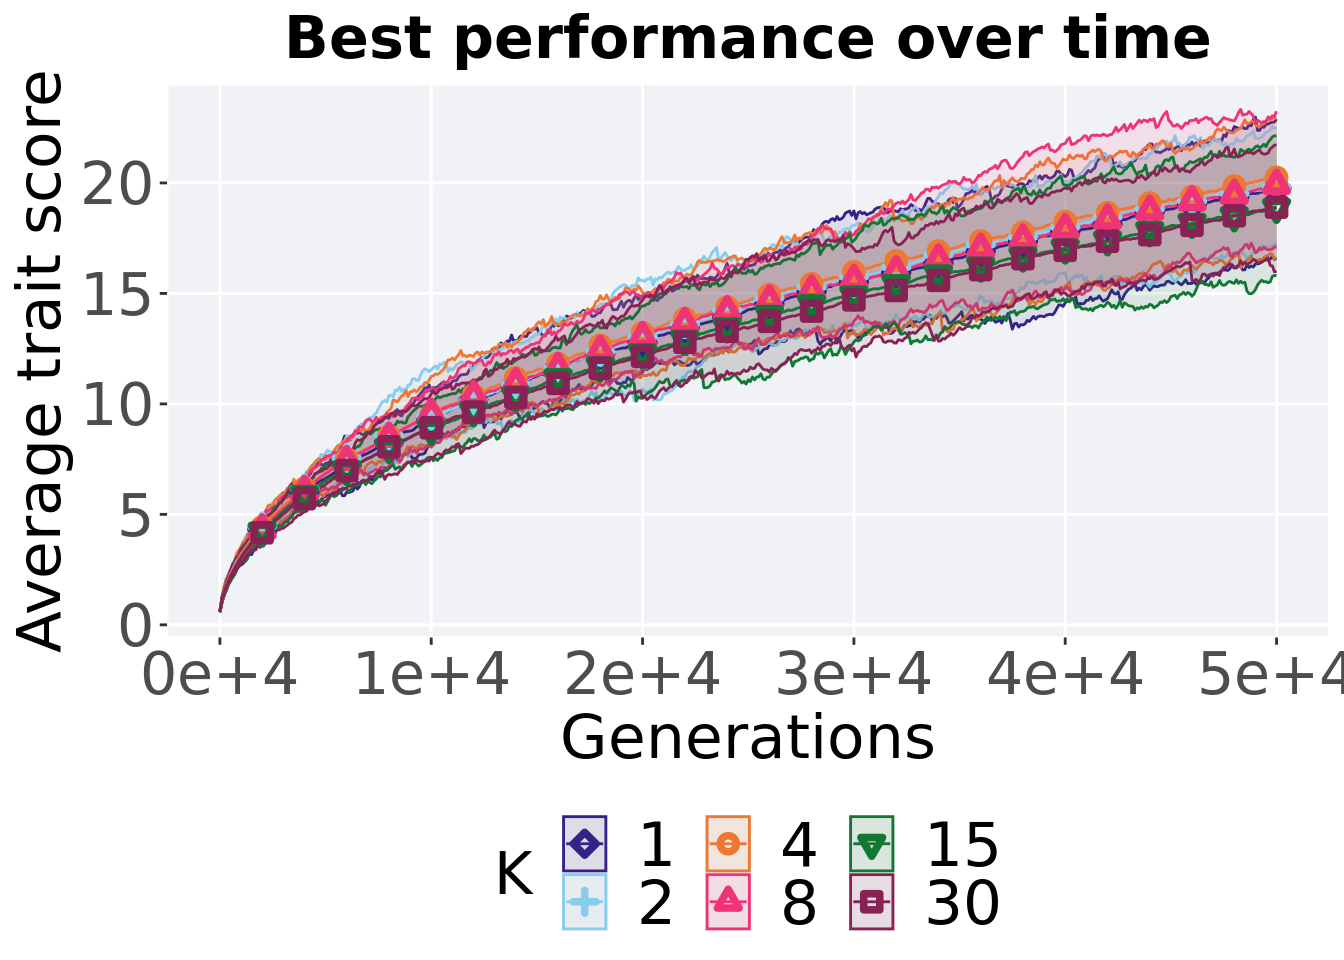 Best performance over time
Average trait score
20
15
10
5
0
0e+4 1e+4 2e+4 3e+4 4e+4 5e+4
Generations
K
1 4 15
2 8 30